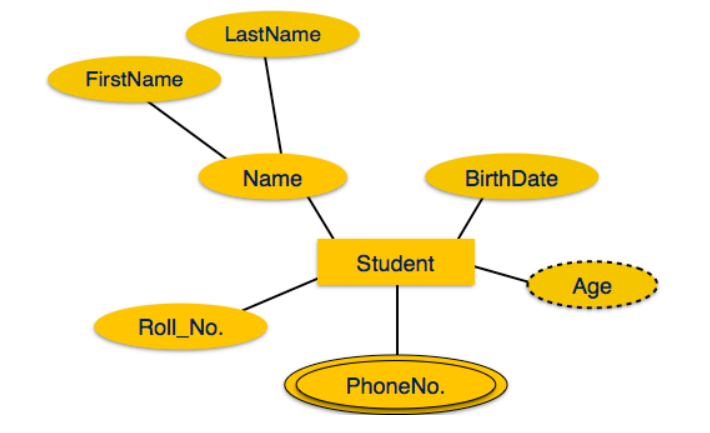 LastName
FirstName
Name
BirthDate
Student
Age
Roll_No.
PhoneNo.